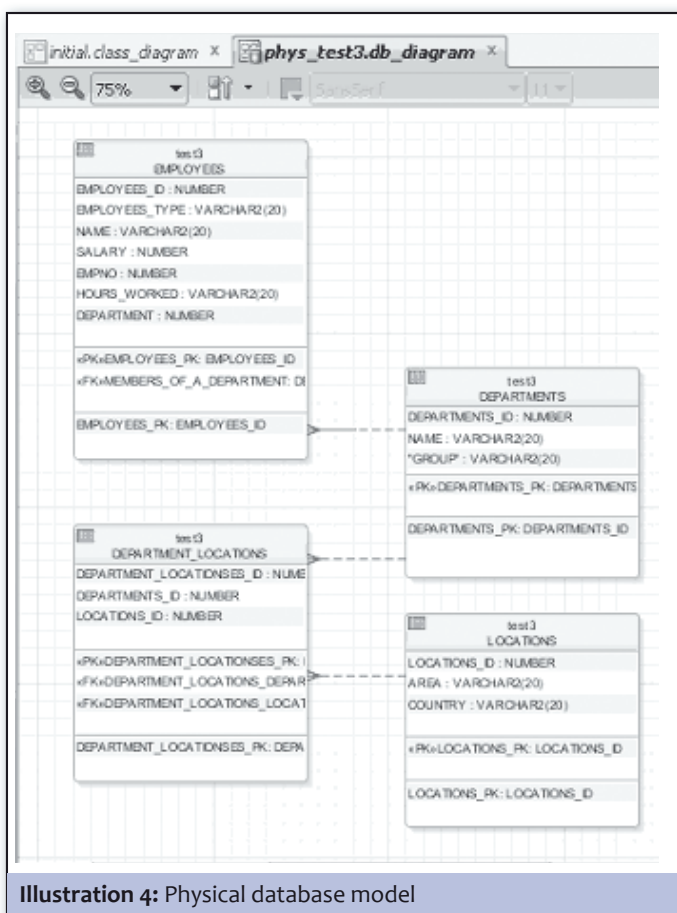 initial.class_diagram x phys_test3.db_diagram x
75% SansSerif 11
test3
EMPLOYEES
EMPLOYEES_ID : NUMBER
EMPLOYEES_TYPE : VARCHAR2(20)
NAME : VARCHAR2(20)
SALARY : NUMBER
EMPNO : NUMBER
HOURS_WORKED : VARCHAR2(20)
DEPARTMENT : NUMBER
«PK»EMPLOYEES_PK: EMPLOYEES_ID
«FK»MEMBERS_OF_A_DEPARTMENT: DE
EMPLOYEES_PK: EMPLOYEES_ID
test3
DEPARTMENTS
DEPARTMENTS_ID : NUMBER
NAME : VARCHAR2(20)
"GROUP" : VARCHAR2(20)
«PK»DEPARTMENTS_PK: DEPARTMENTS
DEPARTMENTS_PK: DEPARTMENTS_ID
test3
DEPARTMENT_LOCATIONS
DEPARTMENT_LOCATIONSES_ID : NUME
DEPARTMENTS_ID : NUMBER
LOCATIONS_ID : NUMBER
«PK»DEPARTMENT_LOCATIONSES_PK: 
«FK»DEPARTMENT_LOCATIONS_DEPAR
«FK»DEPARTMENT_LOCATIONS_LOCAT
DEPARTMENT_LOCATIONSES_PK: DEPA
test3
LOCATIONS
LOCATIONS_ID : NUMBER
AREA : VARCHAR2(20)
COUNTRY : VARCHAR2(20)
«PK»LOCATIONS_PK: LOCATIONS_ID
LOCATIONS_PK: LOCATIONS_ID
Illustration 4: Physical database model